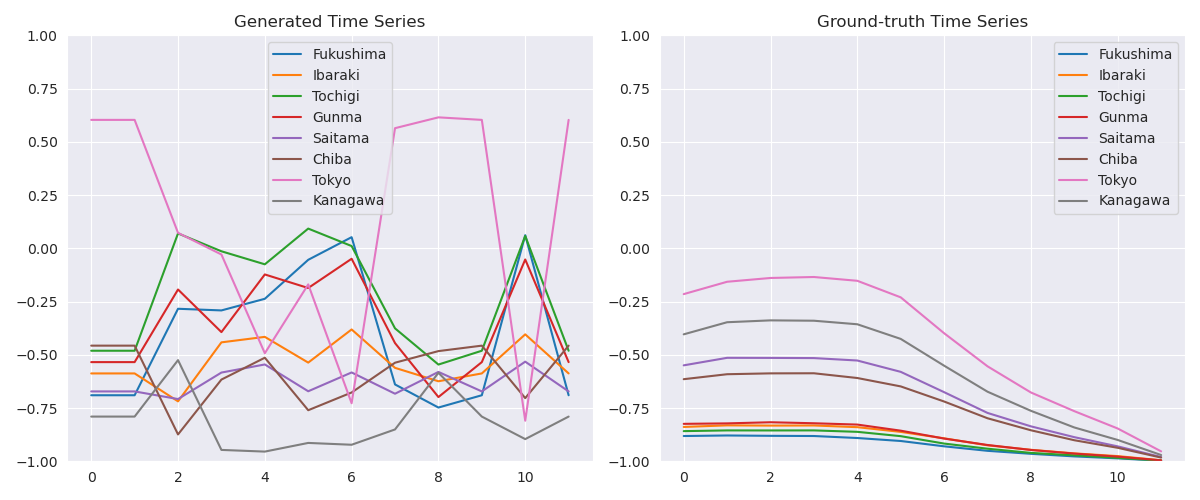 Generated Time Series
1.00
0.75
0.50
0.25
0.00
−0.25
−0.50
−0.75
−1.00
0 2 4 6 8 10
Fukushima
Ibaraki
Tochigi
Gunma
Saitama
Chiba
Tokyo
Kanagawa
Ground-truth Time Series
1.00
0.75
0.50
0.25
0.00
−0.25
−0.50
−0.75
−1.00
0 2 4 6 8 10
Fukushima
Ibaraki
Tochigi
Gunma
Saitama
Chiba
Tokyo
Kanagawa